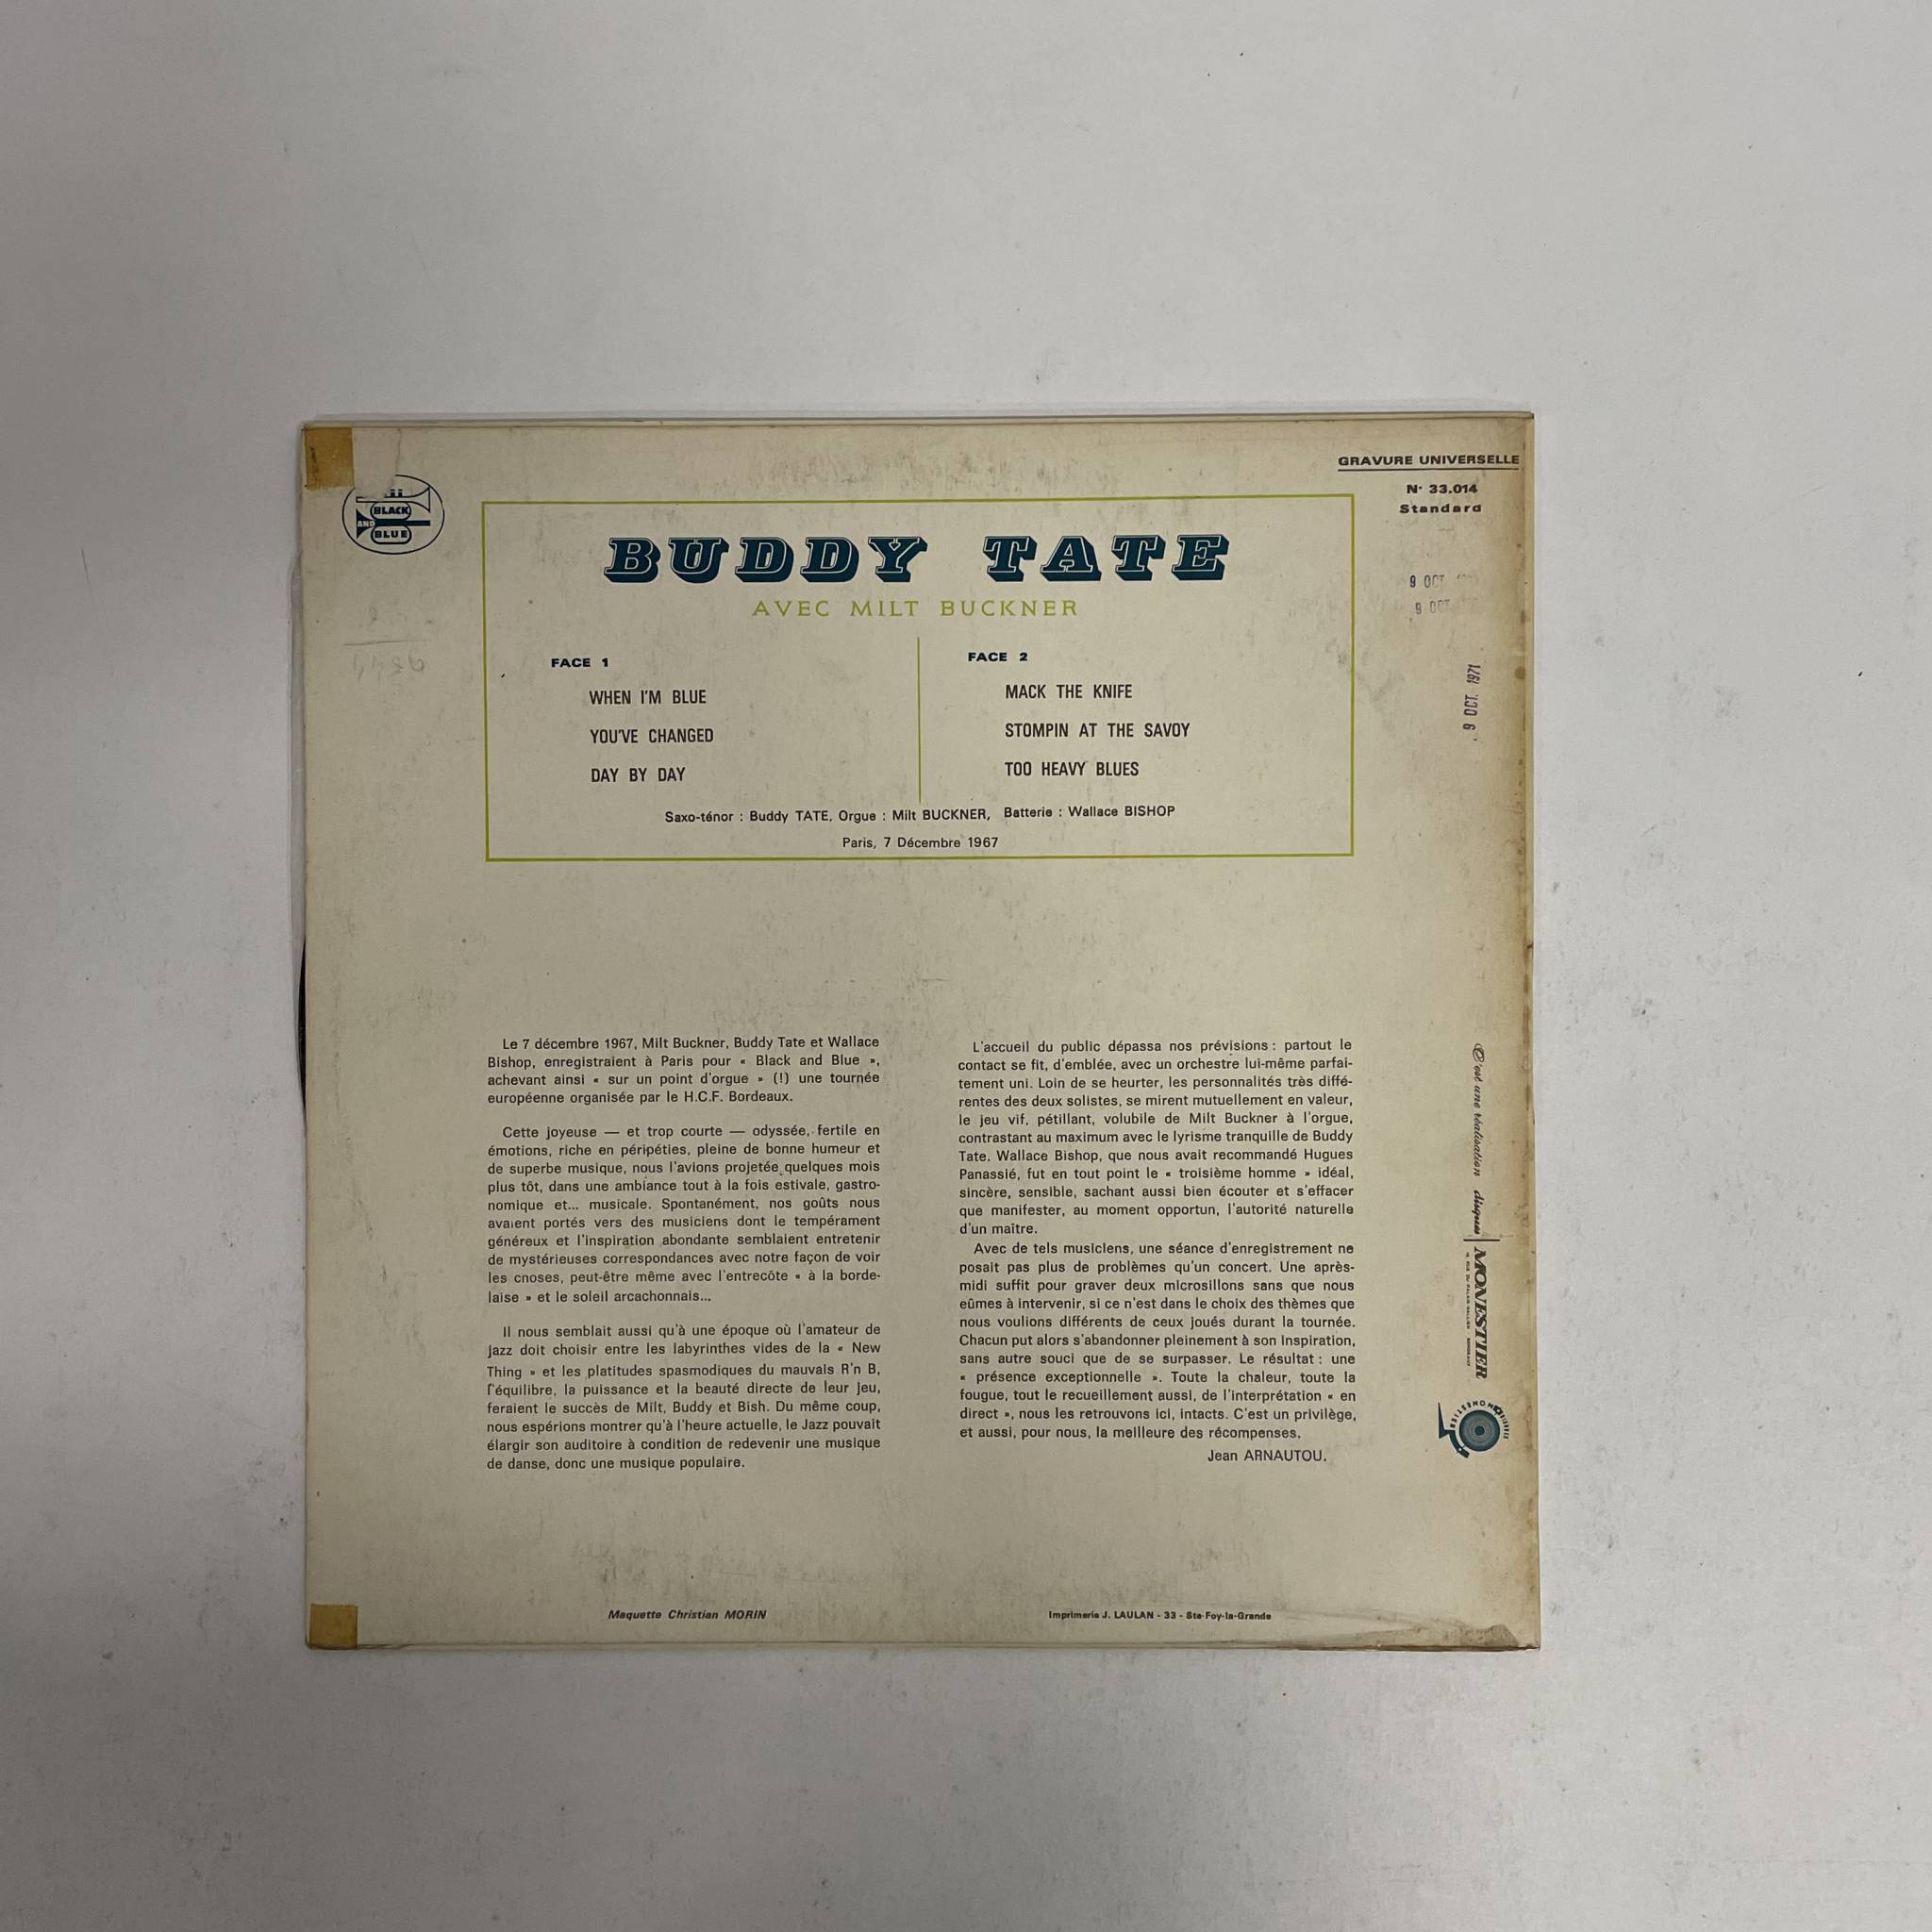 GRAVURE UNIVERSELLE
N· 33.014
Standard
BLACK
AND
BLUE
9 OCT
9 OCT
9 OCT. 1971
BUDDY TATE
AVEC MILT BUCKNER
FACE 1
WHEN I'M BLUE
YOU'VE CHANGED
DAY BY DAY
FACE 2
MACK THE KNIFE
STOMPIN AT THE SAVOY
TOO HEAVY BLUES
Saxo-ténor : Buddy TATE, Orgue : Milt BUCKNER, Batterie : Wallace BISHOP
Paris, 7 Décembre 1967
Le 7 décembre 1967, Milt Buckner, Buddy Tate et Wallace
Bishop, enregistraient à Paris pour « Black and Blue »,
achevant ainsi « sur un point d'orgue » (!) une tournée
européenne organisée par le H.C.F. Bordeaux.
Cette joyeuse — et trop courte — odyssée, fertile en
émotions, riche en péripéties, pleine de bonne humeur et
de superbe musique, nous l'avions projetée quelques mois
plus tôt, dans une ambiance tout à la fois estivale, gastro-
nomique et... musicale. Spontanément, nos goûts nous
avaient portés vers des musiciens dont le tempérament
généreux et l'inspiration abondante semblaient entretenir
de mystérieuses correspondances avec notre façon de voir
les cnoses, peut-être même avec l'entrecôte « à la borde-
laise » et le soleil arcachonnais...
Il nous semblait aussi qu'à une époque où l'amateur de
jazz doit choisir entre les labyrinthes vides de la « New
Thing » et les platitudes spasmodiques du mauvais R'n B,
l'équilibre, la puissance et la beauté directe de leur jeu,
feraient le succès de Milt, Buddy et Bish. Du même coup,
nous espérions montrer qu'à l'heure actuelle, le Jazz pouvait
élargir son auditoire à condition de redevenir une musique
de danse, donc une musique populaire.
L'accueil du public dépassa nos prévisions : partout le
contact se fit, d'emblée, avec un orchestre lui-même parfai-
tement uni. Loin de se heurter, les personnalités très diffé-
rentes des deux solistes, se mirent mutuellement en valeur,
le jeu vif, pétillant, volubile de Milt Buckner à l'orgue,
contrastant au maximum avec le lyrisme tranquille de Buddy
Tate. Wallace Bishop, que nous avait recommandé Hugues
Panassié, fut en tout point le « troisième homme » idéal,
sincère, sensible, sachant aussi bien écouter et s'effacer
que manifester, au moment opportun, l'autorité naturelle
d'un maître.
Avec de tels musiciens, une séance d'enregistrement ne
posait pas plus de problèmes qu'un concert. Une après-
midi suffit pour graver deux microsillons sans que nous
eûmes à intervenir, si ce n'est dans le choix des thèmes que
nous voulions différents de ceux joués durant la tournée.
Chacun put alors s'abandonner pleinement à son inspiration,
sans autre souci que de se surpasser. Le résultat : une
« présence exceptionnelle ». Toute la chaleur, toute la
fougue, tout le recueillement aussi, de l'interprétation « en
direct », nous les retrouvons ici, intacts. C'est un privilège,
et aussi, pour nous, la meilleure des récompenses.
Jean ARNAUTOU.
C'est une réalisation disques MONESTIER
Maquette Christian MORIN
Imprimerie J. LAULAN - 33 - Ste-Foy-la-Grande